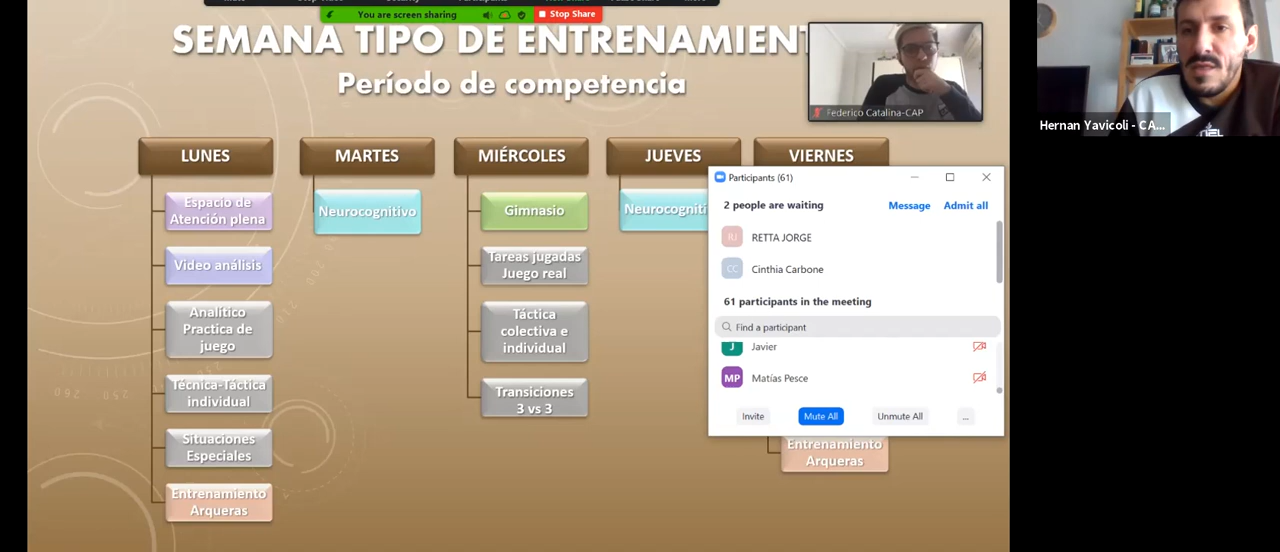 You are screen sharing
Stop Share
SEMANA TIPO DE ENTRENAMIENT
Período de competencia
Federico Catalina-CAP
Hernan Yavicoli - CA...
LUNES
MARTES
MIÉRCOLES
JUEVES
VIERNES
Espacio de
Atención plena
Video análisis
Analítico
Practica de
juego
Técnica-Táctica
individual
Situaciones
Especiales
Entrenamiento
Arqueras
Neurocognitivo
Gimnasio
Tareas jugadas
Juego real
Táctica
colectiva e
individual
Transiciones
3 vs 3
Neurocogniti
Entrenamiento
Arqueras
Participants (61)
2 people are waiting
Message
Admit all
RJ
RETTA JORGE
CC
Cinthia Carbone
61 participants in the meeting
Find a participant
J
Javier
MP
Matías Pesce
Invite
Mute All
Unmute All
...